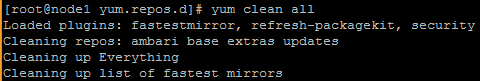 [root@node1 yum.repos.d]# yum clean all
Loaded plugins: fastestmirror, refresh-packagekit, security
Cleaning repos: ambari base extras updates
Cleaning up Everything
Cleaning up list of fastest mirrors